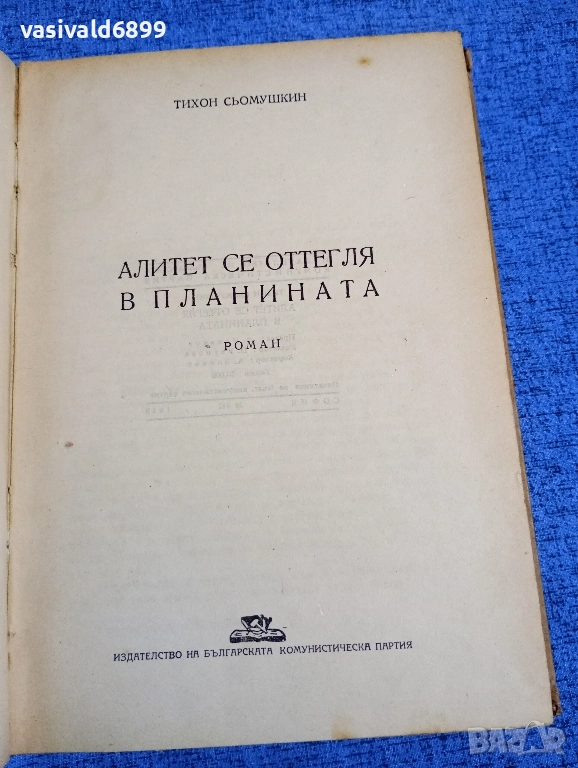 vasivald6899
ТИХОН СЬОМУШКИН
АЛИТЕТ СЕ ОТТЕГЛЯ
В ПЛАНИНАТА
РОМАН
ИЗДАТЕЛСТВО НА БЪЛГАРСКАТА КОМУНИСТИЧЕСКА ПАРТИЯ